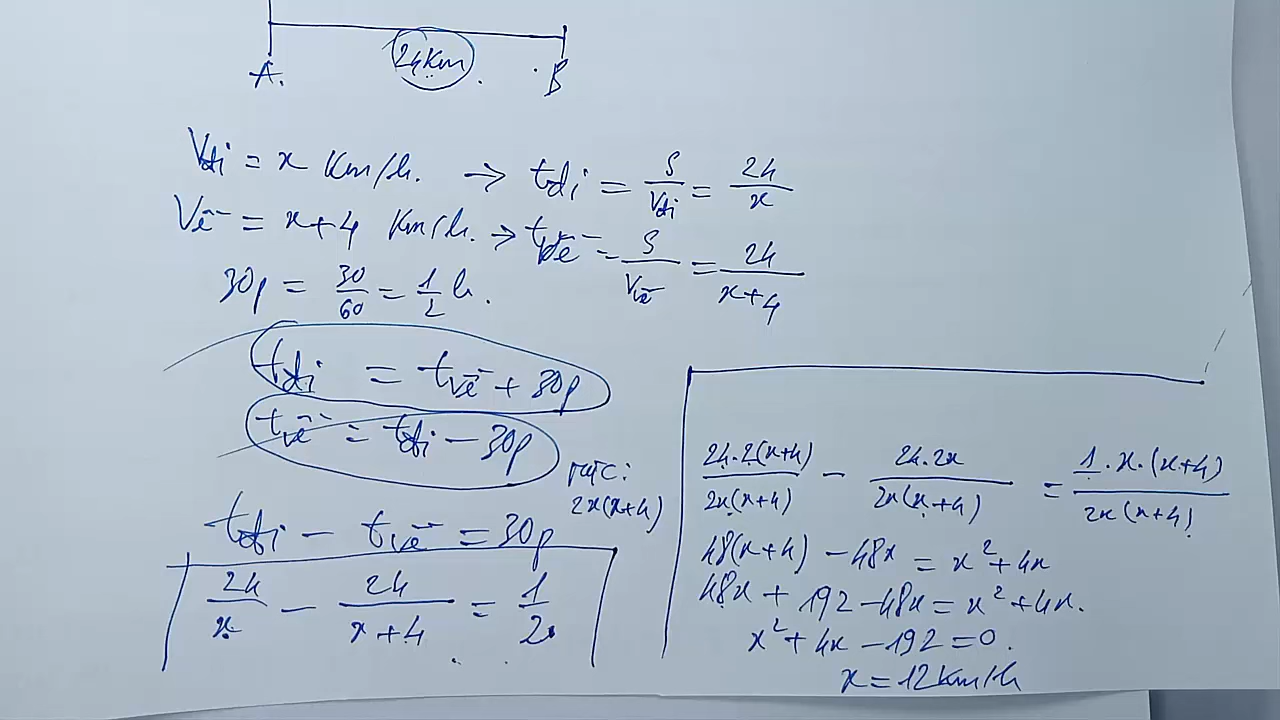 A. 24Km B
Vđi = x Km/h. → tđi = S/Vđi = 24/x
Về = x+4 Km/h. → tvề = S/Vvề = 24/(x+4)
30p = 30/60 = 1/2 h.
tđi = tvề + 30p
tvề = tđi - 30p
tđi - tvề = 30p
24/x - 24/(x+4) = 1/2
MTC:
2x(x+4)
24.2(x+4)/2x(x+4) - 24.2x/2x(x+4) = 1.x.(x+4)/2x(x+4)
48(x+4) - 48x = x² + 4x
48x + 192 - 48x = x² + 4x.
x² + 4x - 192 = 0.
x = 12Km/h